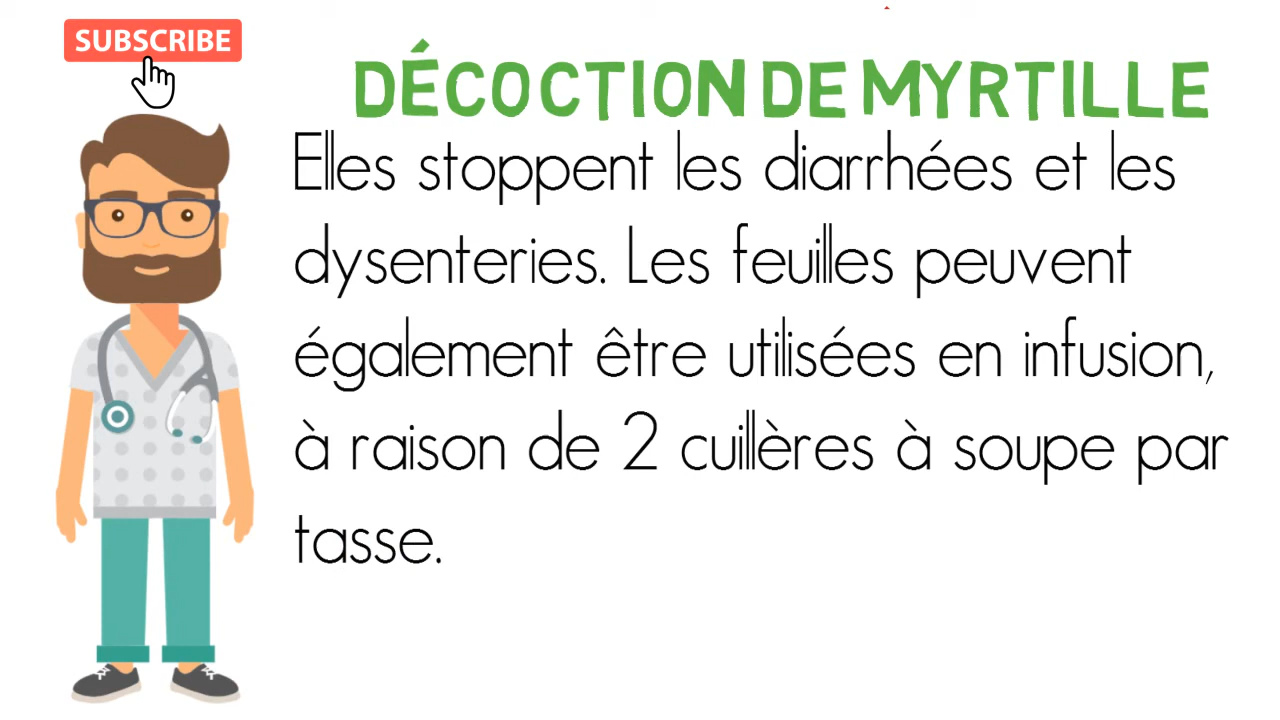 SUBSCRIBE
DÉCOCTION DE MYRTILLE
Elles stoppent les diarrhées et les
dysenteries. Les feuilles peuvent
également être utilisées en infusion,
à raison de 2 cuillères à soupe par
tasse.